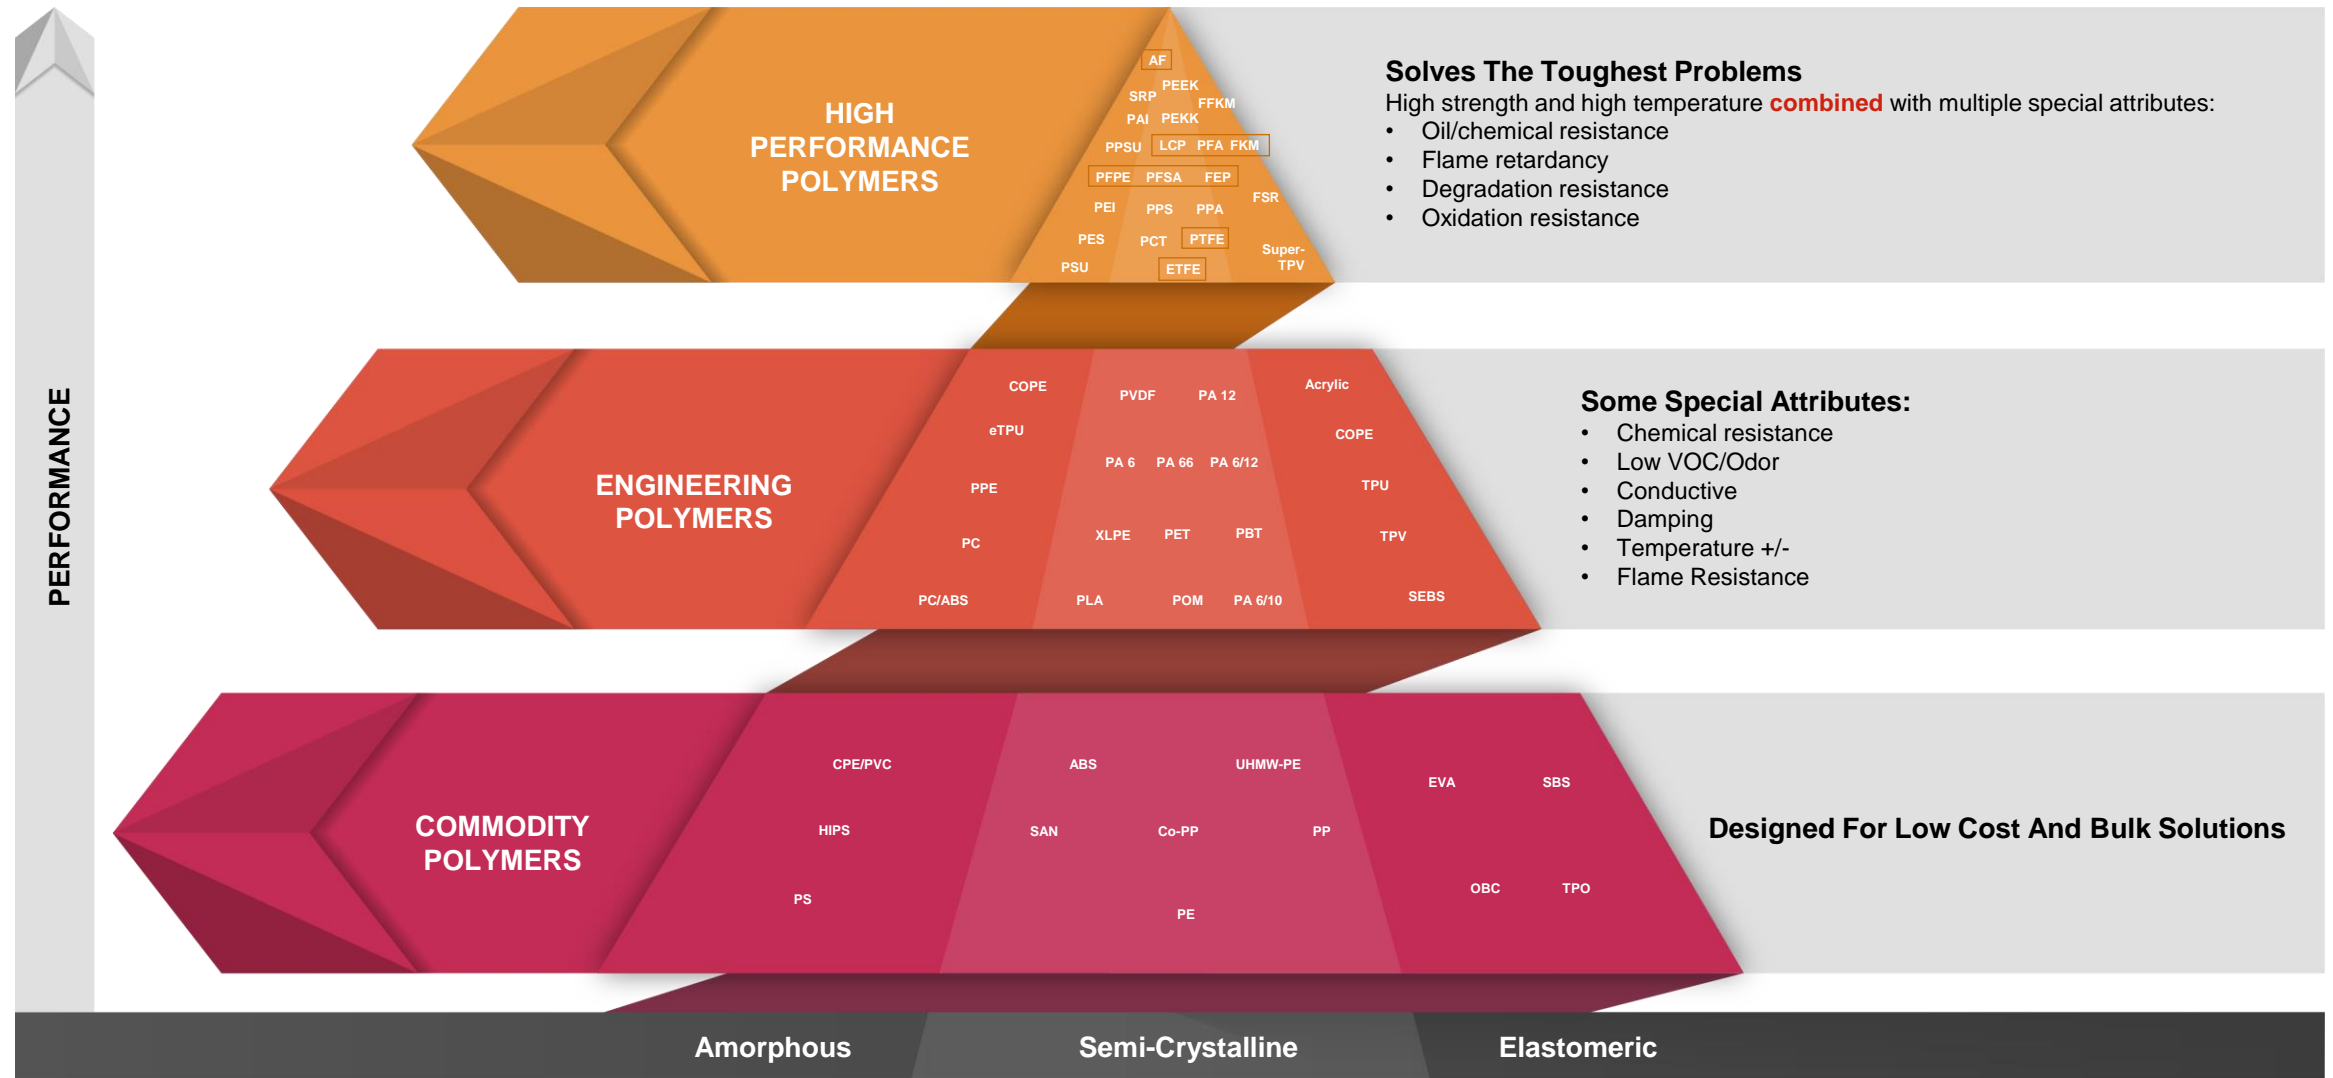 PERFORMANCE
HIGH
PERFORMANCE
POLYMERS
AF
PEEK
SRP
FFKM
PAI PEKK
PPSU LCP PFA FKM
PFPE PFSA FEP
FSR
PEI PPS PPA
PES PCT PTFE
Super-
TPV
PSU ETFE
Solves The Toughest Problems
High strength and high temperature combined with multiple special attributes:
• Oil/chemical resistance
• Flame retardancy
• Degradation resistance
• Oxidation resistance
ENGINEERING
POLYMERS
COPE PVDF PA 12 Acrylic
eTPU COPE
PA 6 PA 66 PA 6/12
PPE TPU
PC XLPE PET PBT TPV
PC/ABS PLA POM PA 6/10 SEBS
Some Special Attributes:
• Chemical resistance
• Low VOC/Odor
• Conductive
• Damping
• Temperature +/-
• Flame Resistance
COMMODITY
POLYMERS
CPE/PVC ABS UHMW-PE
EVA SBS
HIPS SAN Co-PP PP
OBC TPO
PS
PE
Designed For Low Cost And Bulk Solutions
Amorphous Semi-Crystalline Elastomeric